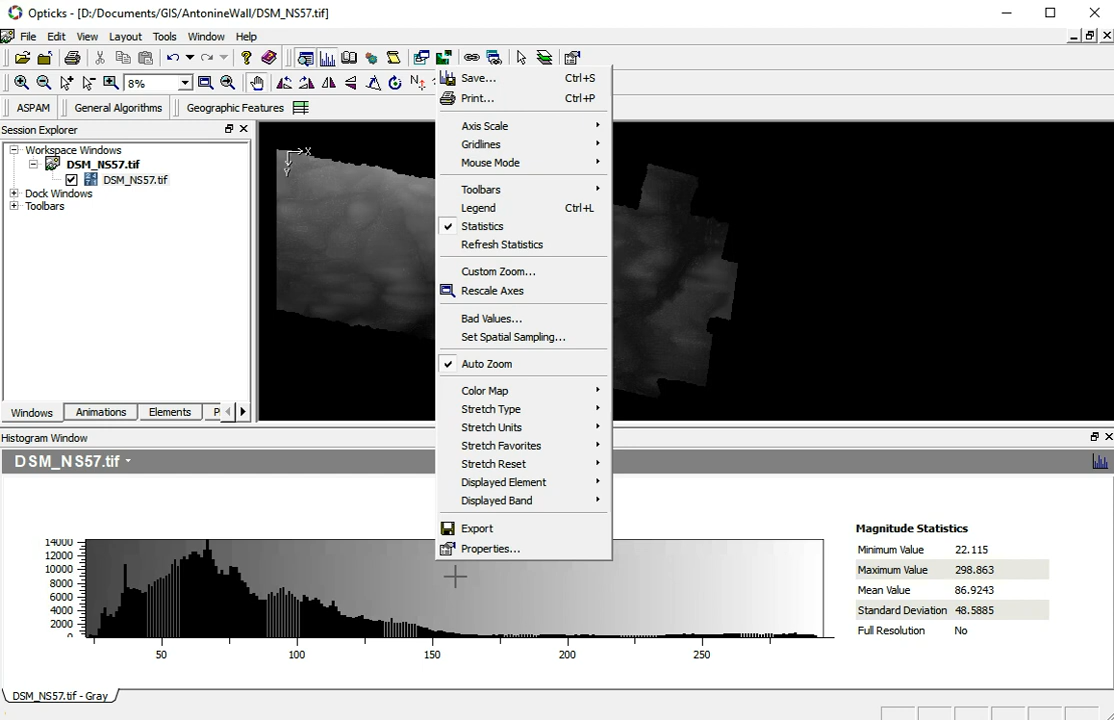 Opticks - [D:/Documents/GIS/AntonineWall/DSM_NS57.tif]
File Edit View Layout Tools Window Help
8%
N
ASPAM General Algorithms Geographic Features
Session Explorer
Workspace Windows
DSM_NS57.tif
DSM_NS57.tif
Dock Windows
Toolbars
Windows Animations Elements P
X
Y
Save... Ctrl+S
Print... Ctrl+P
Axis Scale
Gridlines
Mouse Mode
Toolbars
Legend Ctrl+L
Statistics
Refresh Statistics
Custom Zoom...
Rescale Axes
Bad Values...
Set Spatial Sampling...
Auto Zoom
Color Map
Stretch Type
Stretch Units
Stretch Favorites
Stretch Reset
Displayed Element
Displayed Band
Export
Properties...
Histogram Window
DSM_NS57.tif
14000
12000
10000
8000
6000
4000
2000
0
50 100 150 200 250
Magnitude Statistics
Minimum Value 22.115
Maximum Value 298.863
Mean Value 86.9243
Standard Deviation 48.5885
Full Resolution No
DSM_NS57.tif - Gray